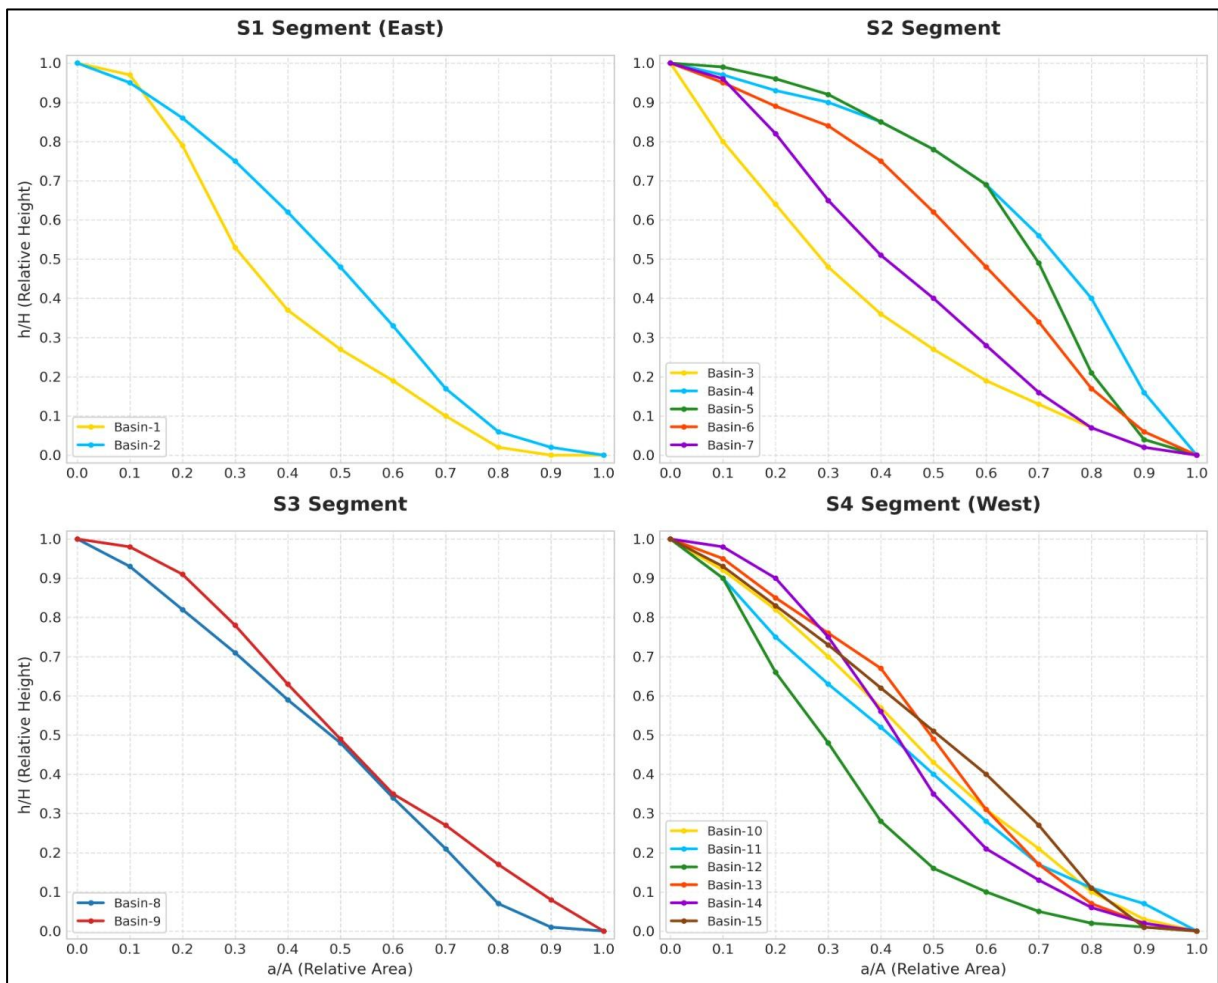 S1 Segment (East)
S2 Segment
h/H (Relative Height)
1.0
0.9
0.8
0.7
0.6
0.5
0.4
0.3
0.2
0.1
0.0
Basin-1
Basin-2
0.0 0.1 0.2 0.3 0.4 0.5 0.6 0.7 0.8 0.9 1.0
1.0
0.9
0.8
0.7
0.6
0.5
0.4
0.3
0.2
0.1
0.0
Basin-3
Basin-4
Basin-5
Basin-6
Basin-7
0.0 0.1 0.2 0.3 0.4 0.5 0.6 0.7 0.8 0.9 1.0
S3 Segment
S4 Segment (West)
h/H (Relative Height)
1.0
0.9
0.8
0.7
0.6
0.5
0.4
0.3
0.2
0.1
0.0
Basin-8
Basin-9
0.0 0.1 0.2 0.3 0.4 0.5 0.6 0.7 0.8 0.9 1.0
a/A (Relative Area)
1.0
0.9
0.8
0.7
0.6
0.5
0.4
0.3
0.2
0.1
0.0
Basin-10
Basin-11
Basin-12
Basin-13
Basin-14
Basin-15
0.0 0.1 0.2 0.3 0.4 0.5 0.6 0.7 0.8 0.9 1.0
a/A (Relative Area)